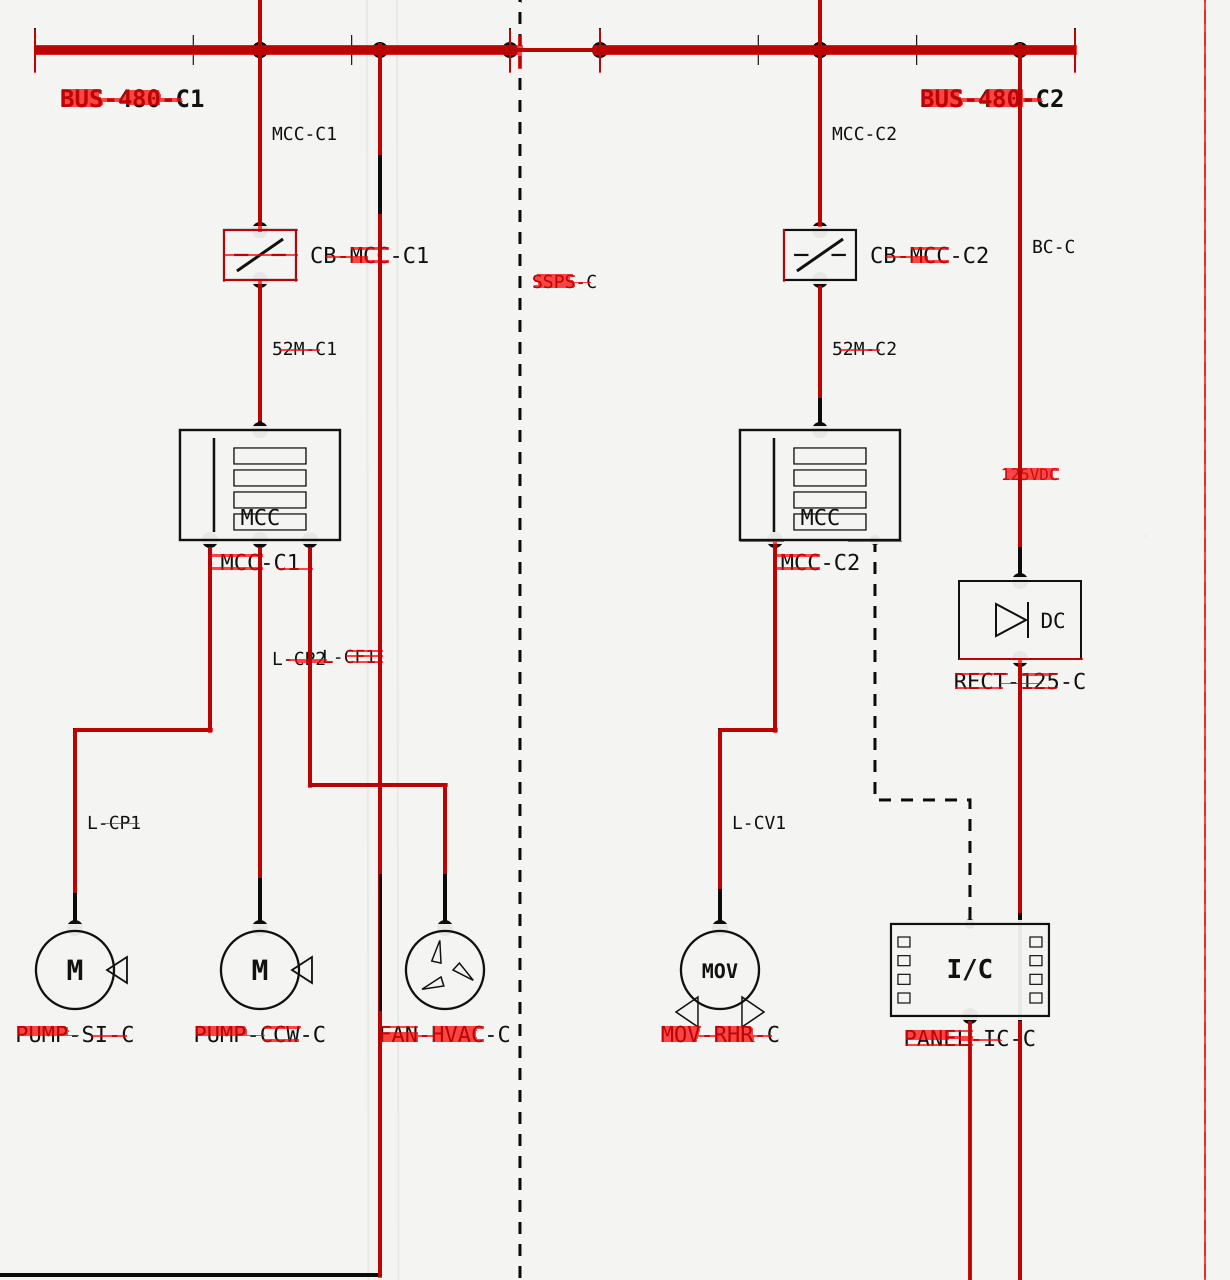 BUS-480-C1
BUS-480-C2
MCC-C1
MCC-C2
CB-MCC-C1
CB-MCC-C2
BC-C
SSPS-C
52M-C1
52M-C2
125VDC
MCC
MCC
MCC-C1
MCC-C2
DC
RECT-125-C
L-CP2
L-CF1
L-CP1
L-CV1
M
M
MOV
I/C
PUMP-SI-C
PUMP-CCW-C
FAN-HVAC-C
MOV-RHR-C
PANEL-IC-C